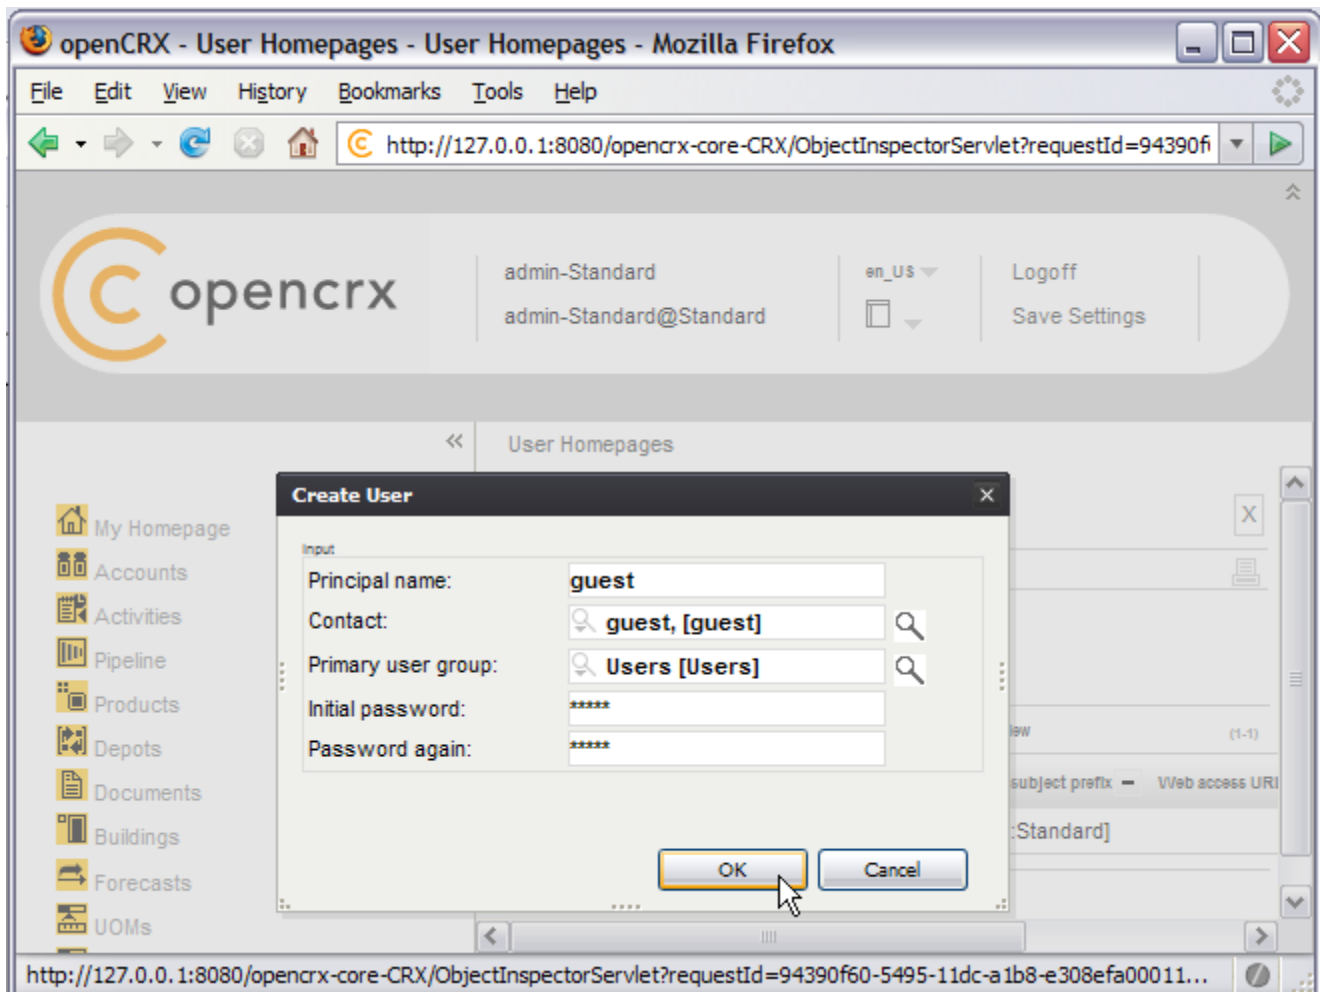 openCRX - User Homepages - User Homepages - Mozilla Firefox
File Edit View History Bookmarks Tools Help
http://127.0.0.1:8080/opencrx-core-CRX/ObjectInspectorServlet?requestId=94390f
opencrx
admin-Standard en_US Logoff
admin-Standard@Standard Save Settings
User Homepages
Create User
My Homepage
Accounts
Activities
Pipeline
Products
Depots
Documents
Buildings
Forecasts
UOMs
Input
Principal name: guest
Contact: guest, [guest]
Primary user group: Users [Users]
Initial password: *****
Password again: *****
OK Cancel
X
(1-1)
subject prefix Web access URI
:Standard]
http://127.0.0.1:8080/opencrx-core-CRX/ObjectInspectorServlet?requestId=94390f60-5495-11dc-a1b8-e308efa00011...